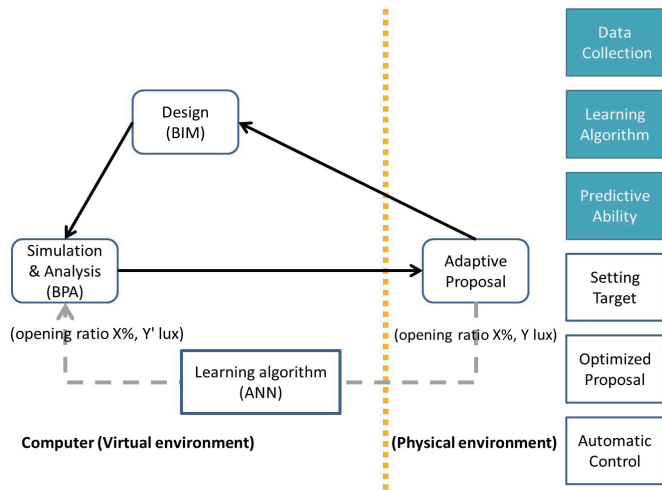 Design
(BIM)
Simulation
& Analysis
(BPA)
Adaptive
Proposal
(opening ratio X%, Y' lux)
(opening ratio X%, Y lux)
Learning algorithm
(ANN)
Computer (Virtual environment)
(Physical environment)
Data
Collection
Learning
Algorithm
Predictive
Ability
Setting
Target
Optimized
Proposal
Automatic
Control